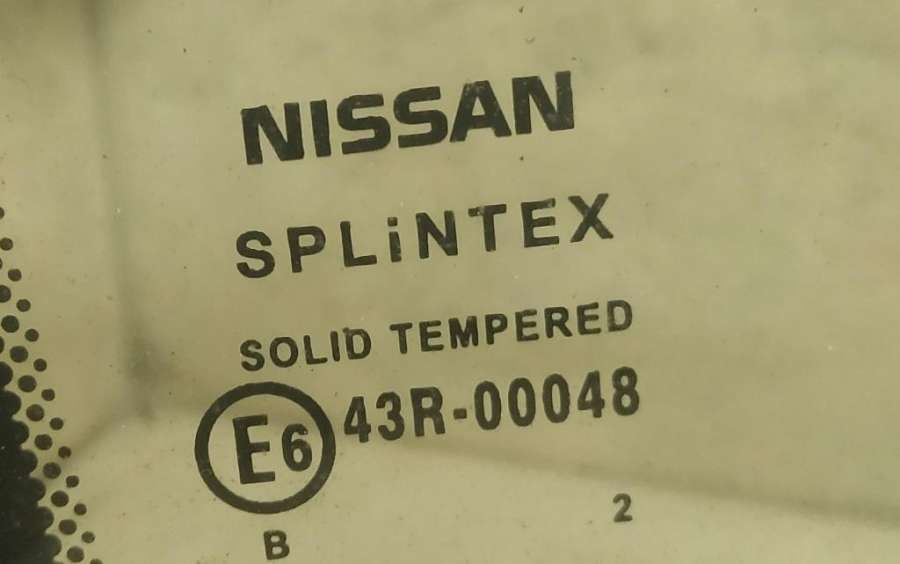 NISSAN
SPLiNTEX
SOLID TEMPERED
E6 43R-00048
B 2